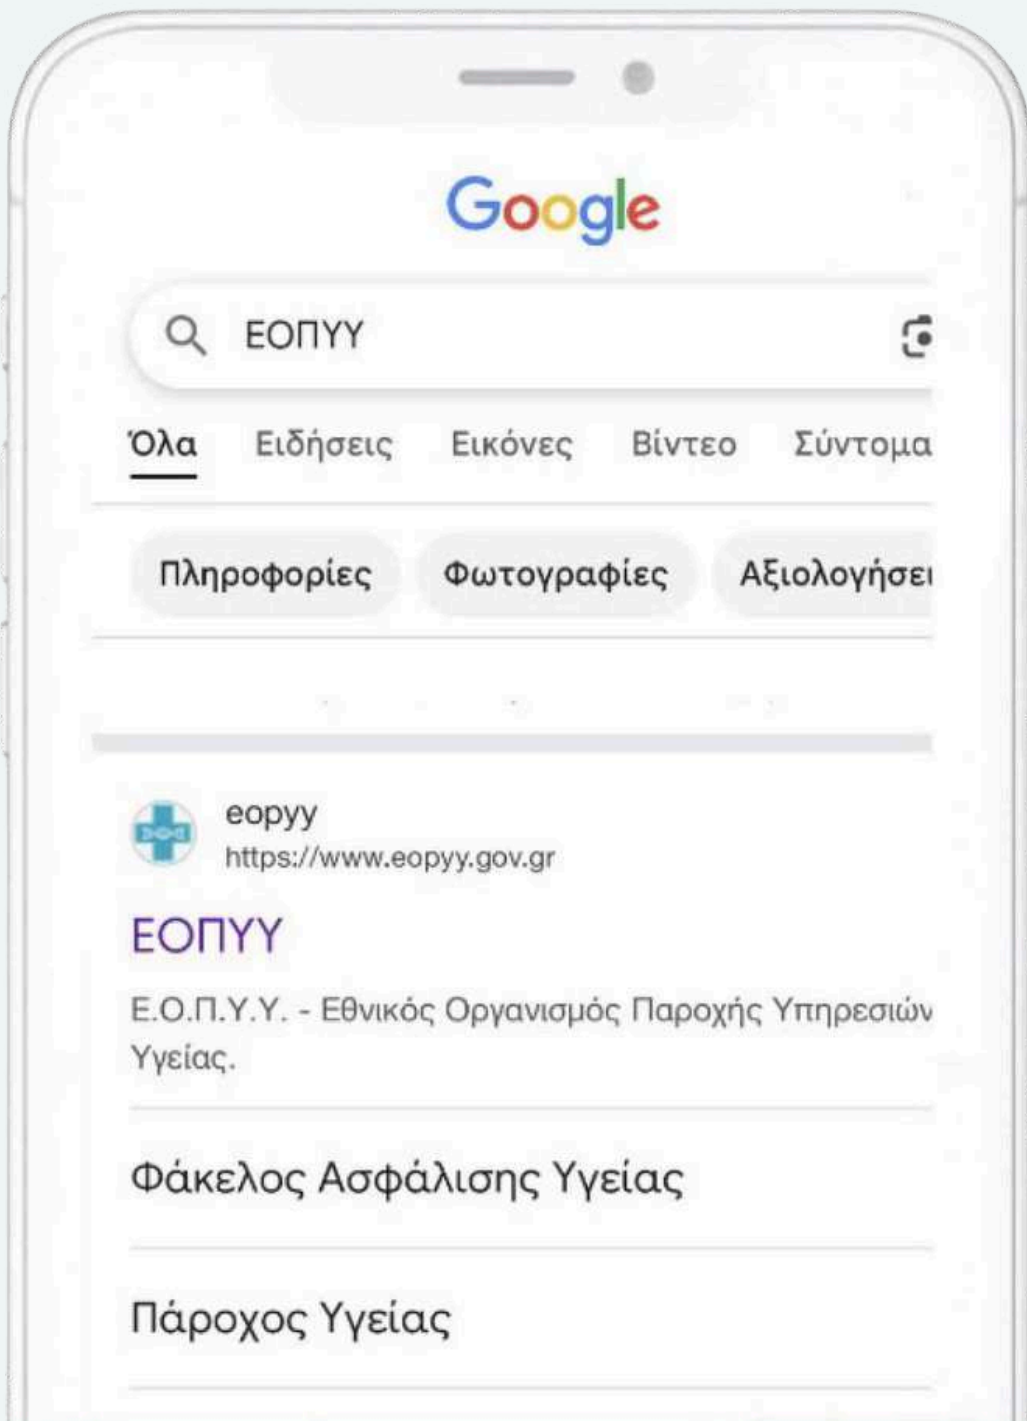 Google
ΕΟΠΥΥ
Όλα Ειδήσεις Εικόνες Βίντεο Σύντομα
Πληροφορίες Φωτογραφίες Αξιολογήσει
eopyy
https://www.eopyy.gov.gr
ΕΟΠΥΥ
Ε.Ο.Π.Υ.Υ. - Εθνικός Οργανισμός Παροχής Υπηρεσιών
Υγείας.
Φάκελος Ασφάλισης Υγείας
Πάροχος Υγείας